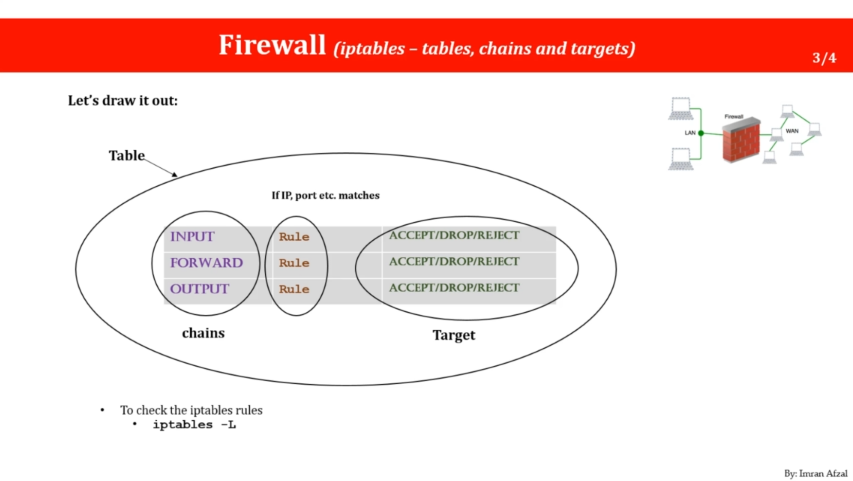 Firewall (iptables – tables, chains and targets)
3/4
Let's draw it out:
Firewall
LAN
WAN
Table
If IP, port etc. matches
INPUT Rule ACCEPT/DROP/REJECT
FORWARD Rule ACCEPT/DROP/REJECT
OUTPUT Rule ACCEPT/DROP/REJECT
chains
Target
• To check the iptables rules
• iptables -L
By: Imran Afzal